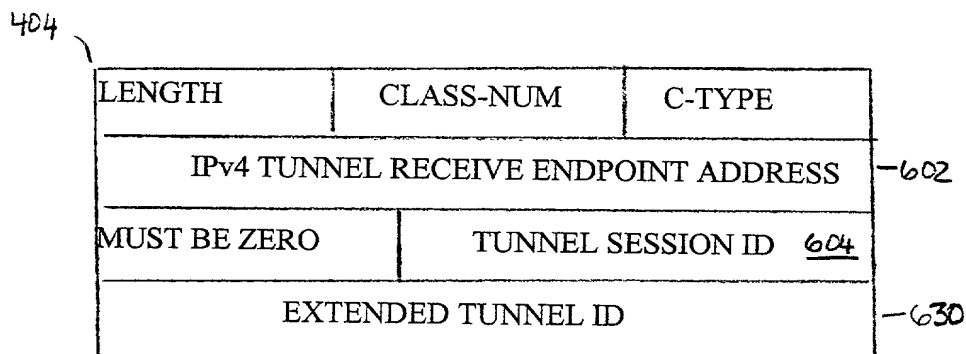 404
LENGTH CLASS-NUM C-TYPE
IPv4 TUNNEL RECEIVE ENDPOINT ADDRESS 602
MUST BE ZERO TUNNEL SESSION ID 604
EXTENDED TUNNEL ID 630